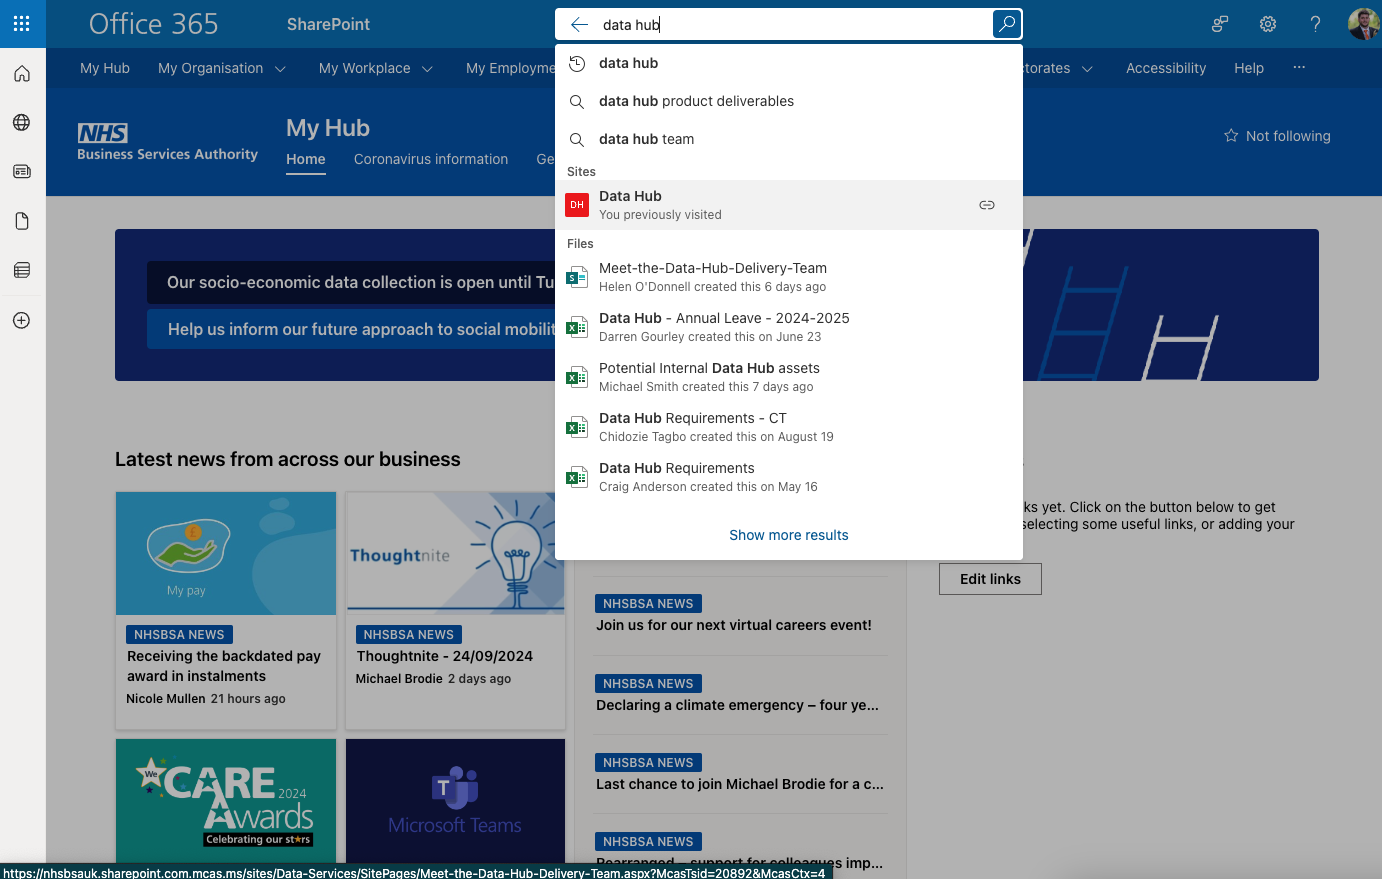 Office 365
SharePoint
data hub
My Hub
My Organisation
My Workplace
My Employme
ctorates
Accessibility
Help
...
NHS
Business Services Authority
My Hub
Home
Coronavirus information
Ge
Not following
data hub
data hub product deliverables
data hub team
Sites
DH
Data Hub
You previously visited
Files
Meet-the-Data-Hub-Delivery-Team
Helen O'Donnell created this 6 days ago
Data Hub - Annual Leave - 2024-2025
Darren Gourley created this on June 23
Potential Internal Data Hub assets
Michael Smith created this 7 days ago
Data Hub Requirements - CT
Chidozie Tagbo created this on August 19
Data Hub Requirements
Craig Anderson created this on May 16
Show more results
Our socio-economic data collection is open until Tu
Help us inform our future approach to social mobilit
Latest news from across our business
My pay
NHSBSA NEWS
Receiving the backdated pay
award in instalments
Nicole Mullen 21 hours ago
Thoughtnite
NHSBSA NEWS
Thoughtnite - 24/09/2024
Michael Brodie 2 days ago
We
CARE
2024
Awards
Celebrating our stars
T
Microsoft Teams
NHSBSA NEWS
Join us for our next virtual careers event!
NHSBSA NEWS
Declaring a climate emergency – four ye...
NHSBSA NEWS
Last chance to join Michael Brodie for a c...
NHSBSA NEWS
Rearranged – support for colleagues imp...
ks yet. Click on the button below to get
selecting some useful links, or adding your
Edit links
https://nhsbsauk.sharepoint.com.mcas.ms/sites/Data-Services/SitePages/Meet-the-Data-Hub-Delivery-Team.aspx?McasTsid=20892&McasCtx=4